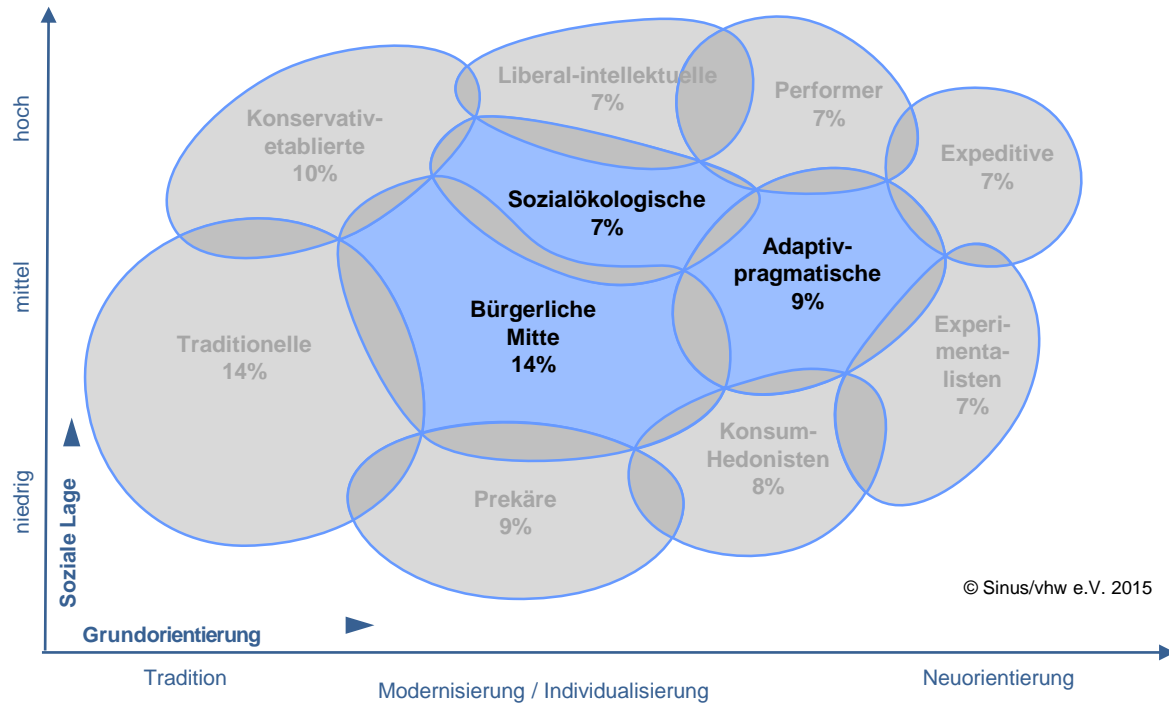 hoch
mittel
niedrig
Soziale Lage
Liberal-intellektuelle
7%
Performer
7%
Konservativ-
etablierte
10%
Expeditive
7%
Sozialökologische
7%
Adaptiv-
pragmatische
9%
Bürgerliche
Mitte
14%
Traditionelle
14%
Experi-
menta-
listen
7%
Konsum-
Hedonisten
8%
Prekäre
9%
© Sinus/vhw e.V. 2015
Grundorientierung
Tradition
Modernisierung / Individualisierung
Neuorientierung